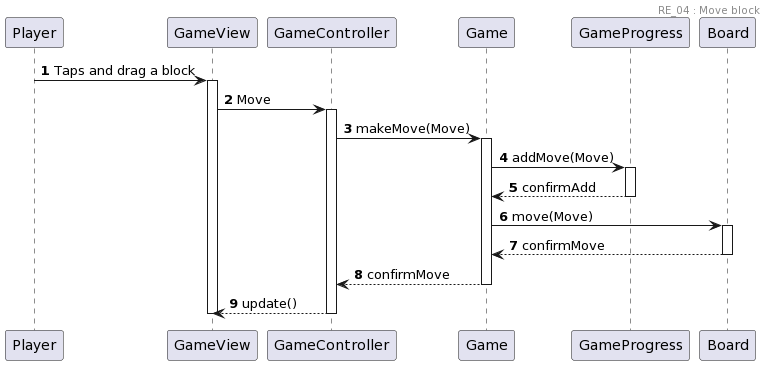 RE_04 : Move block
Player
GameView
GameController
Game
GameProgress
Board
1 Taps and drag a block
2 Move
3 makeMove(Move)
4 addMove(Move)
5 confirmAdd
6 move(Move)
7 confirmMove
8 confirmMove
9 update()
Player
GameView
GameController
Game
GameProgress
Board